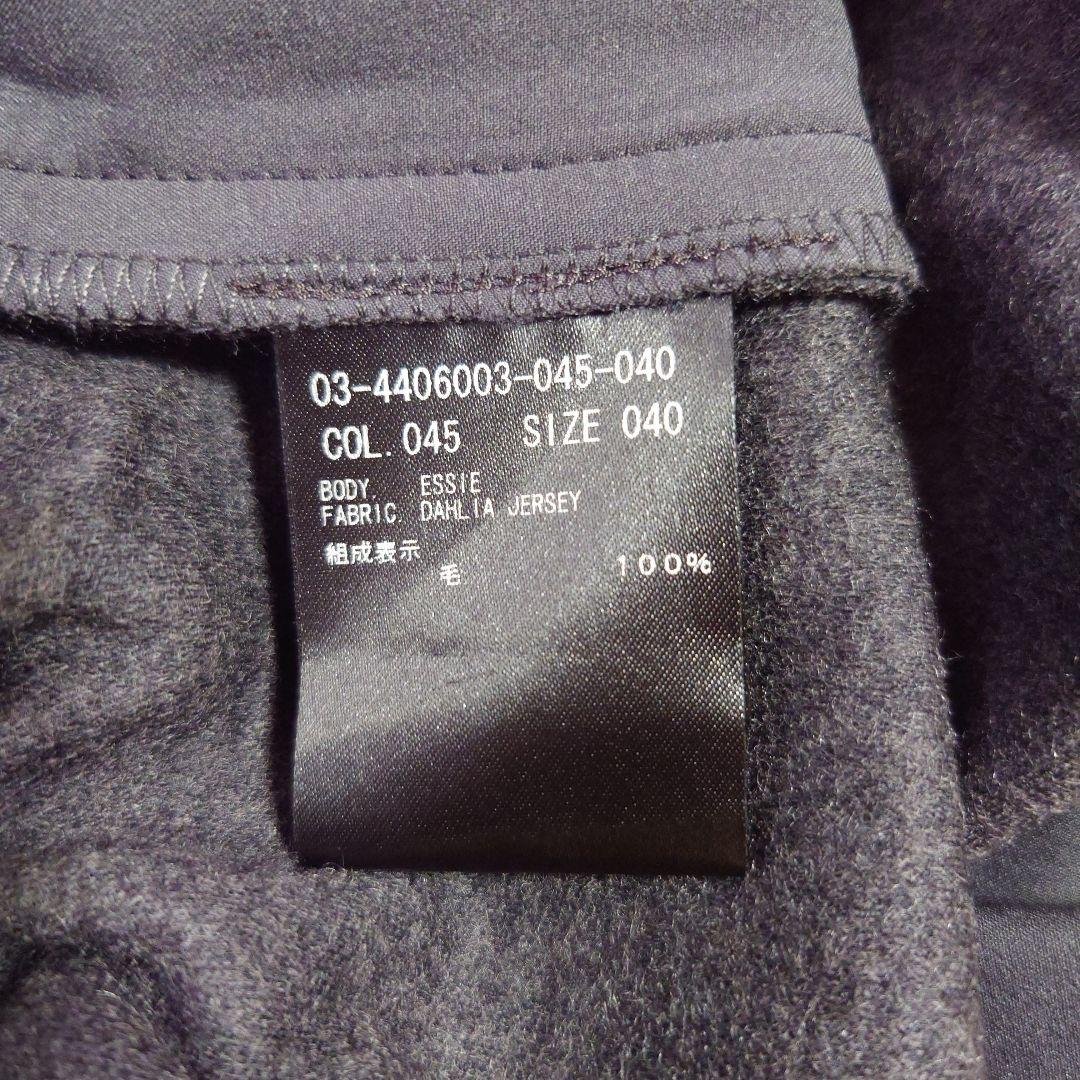 03-4406003-045-040
COL. 045 SIZE 040
BODY ESSIE
FABRIC DAHLIA JERSEY
組成表示
毛 100%